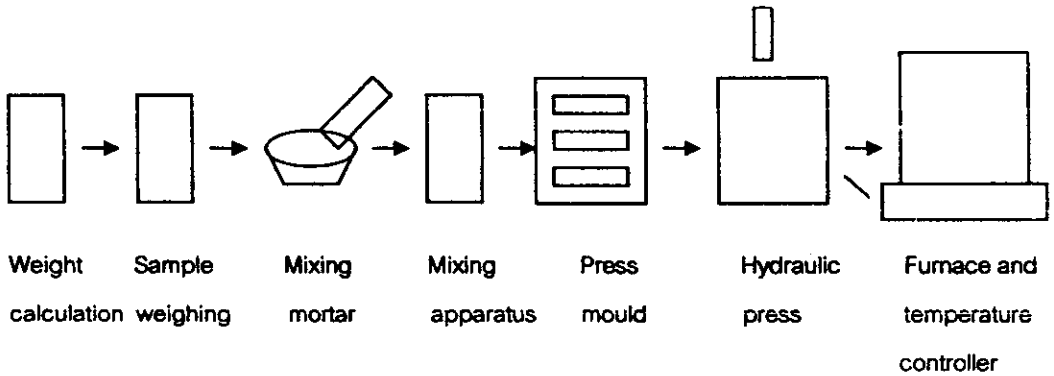 Weight calculation
Sample weighing
Mixing mortar
Mixing apparatus
Press mould
Hydraulic press
Furnace and temperature controller